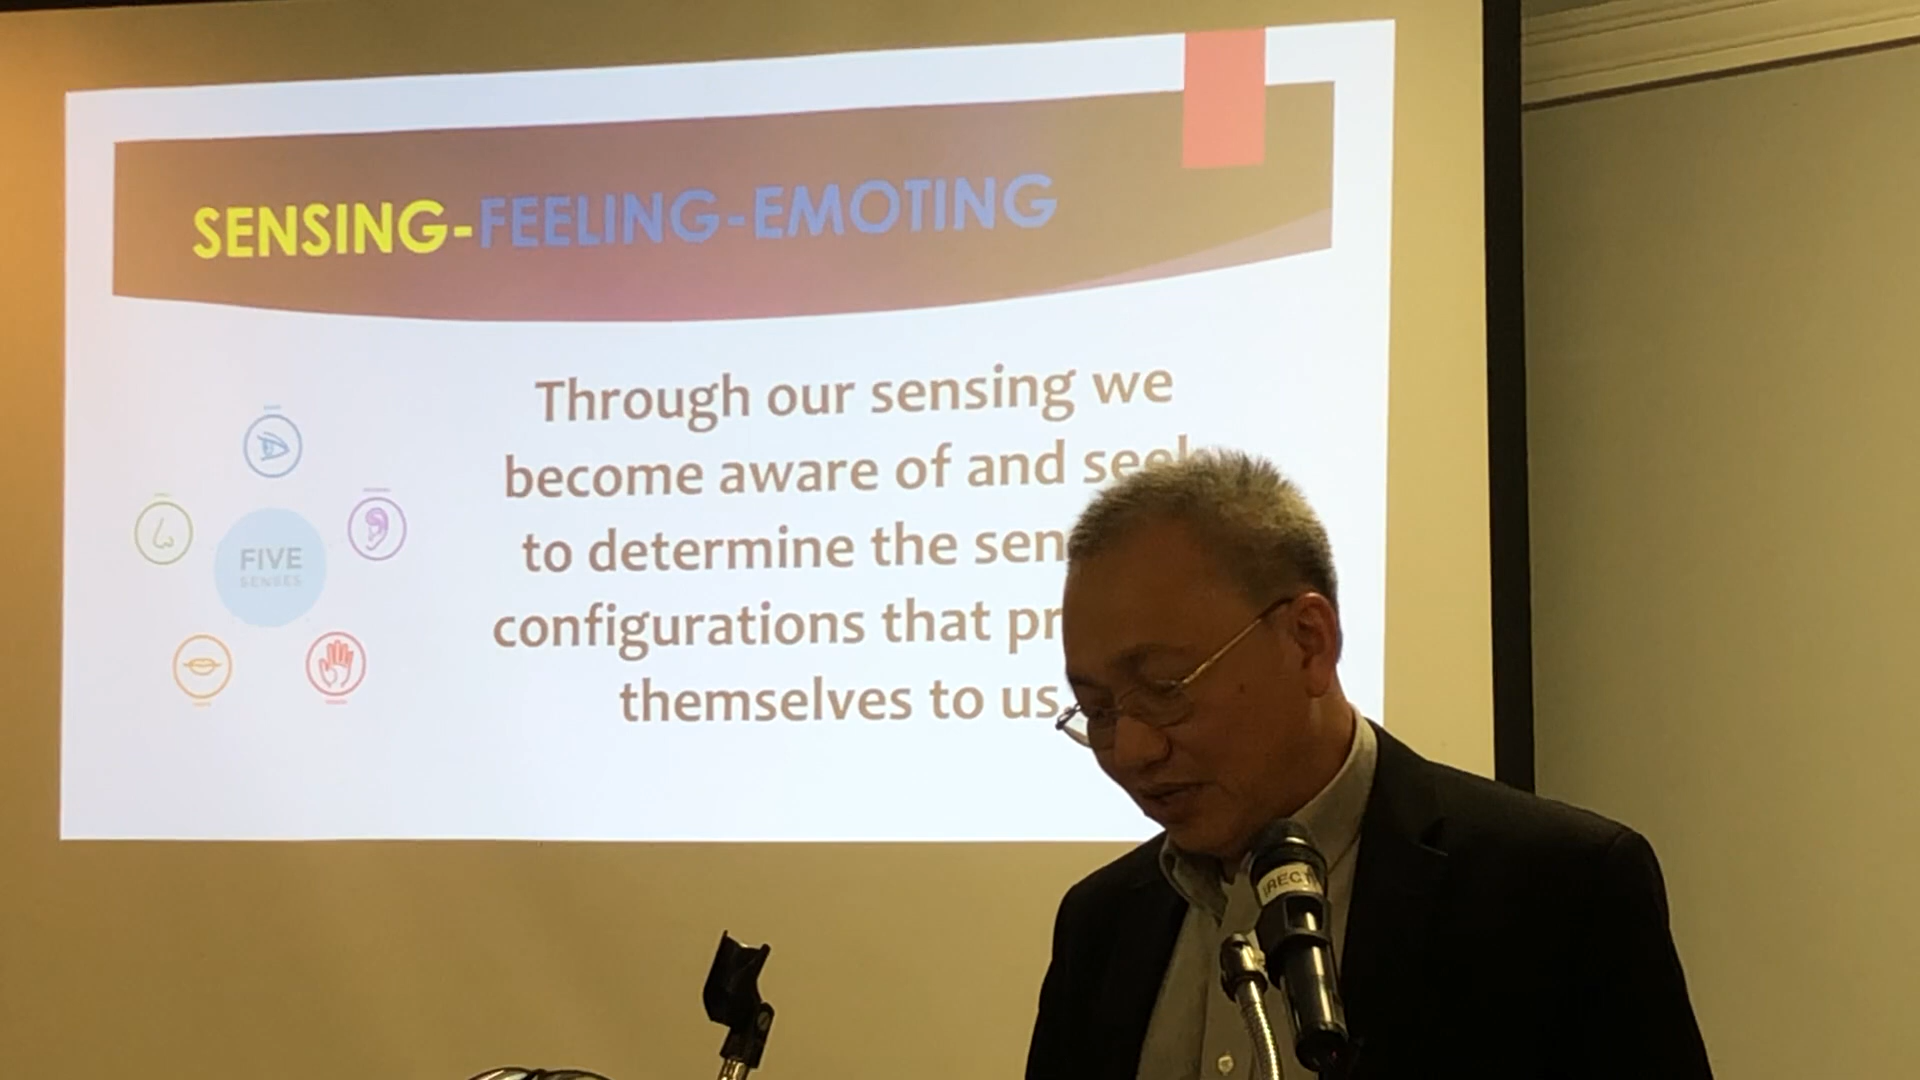 SENSING-FEELING-EMOTING
Through our sensing we
become aware of and seek
to determine the sen
configurations that pr
themselves to us
FIVE
SENSES